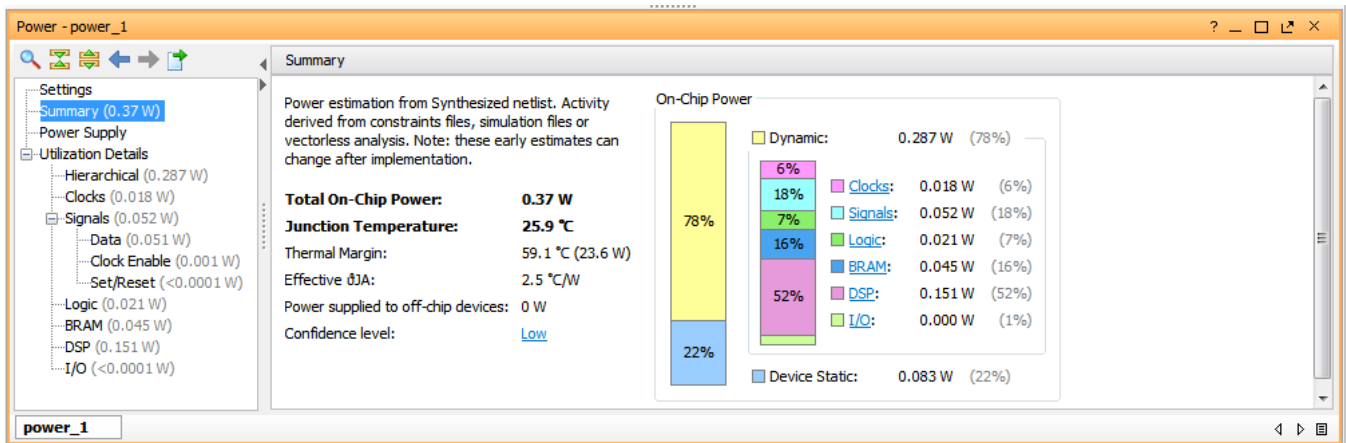 Power - power_1
?
Summary
Settings
Summary (0.37 W)
Power Supply
Utilization Details
Hierarchical (0.287 W)
Clocks (0.018 W)
Signals (0.052 W)
Data (0.051 W)
Clock Enable (0.001 W)
Set/Reset (<0.0001 W)
Logic (0.021 W)
BRAM (0.045 W)
DSP (0.151 W)
I/O (<0.0001 W)
Power estimation from Synthesized netlist. Activity
derived from constraints files, simulation files or
vectorless analysis. Note: these early estimates can
change after implementation.
Total On-Chip Power: 0.37 W
Junction Temperature: 25.9 °C
Thermal Margin: 59.1 °C (23.6 W)
Effective ϑJA: 2.5 °C/W
Power supplied to off-chip devices: 0 W
Confidence level: Low
On-Chip Power
78%
22%
Dynamic: 0.287 W (78%)
6%
18%
7%
16%
52%
Clocks: 0.018 W (6%)
Signals: 0.052 W (18%)
Logic: 0.021 W (7%)
BRAM: 0.045 W (16%)
DSP: 0.151 W (52%)
I/O: 0.000 W (1%)
Device Static: 0.083 W (22%)
power_1